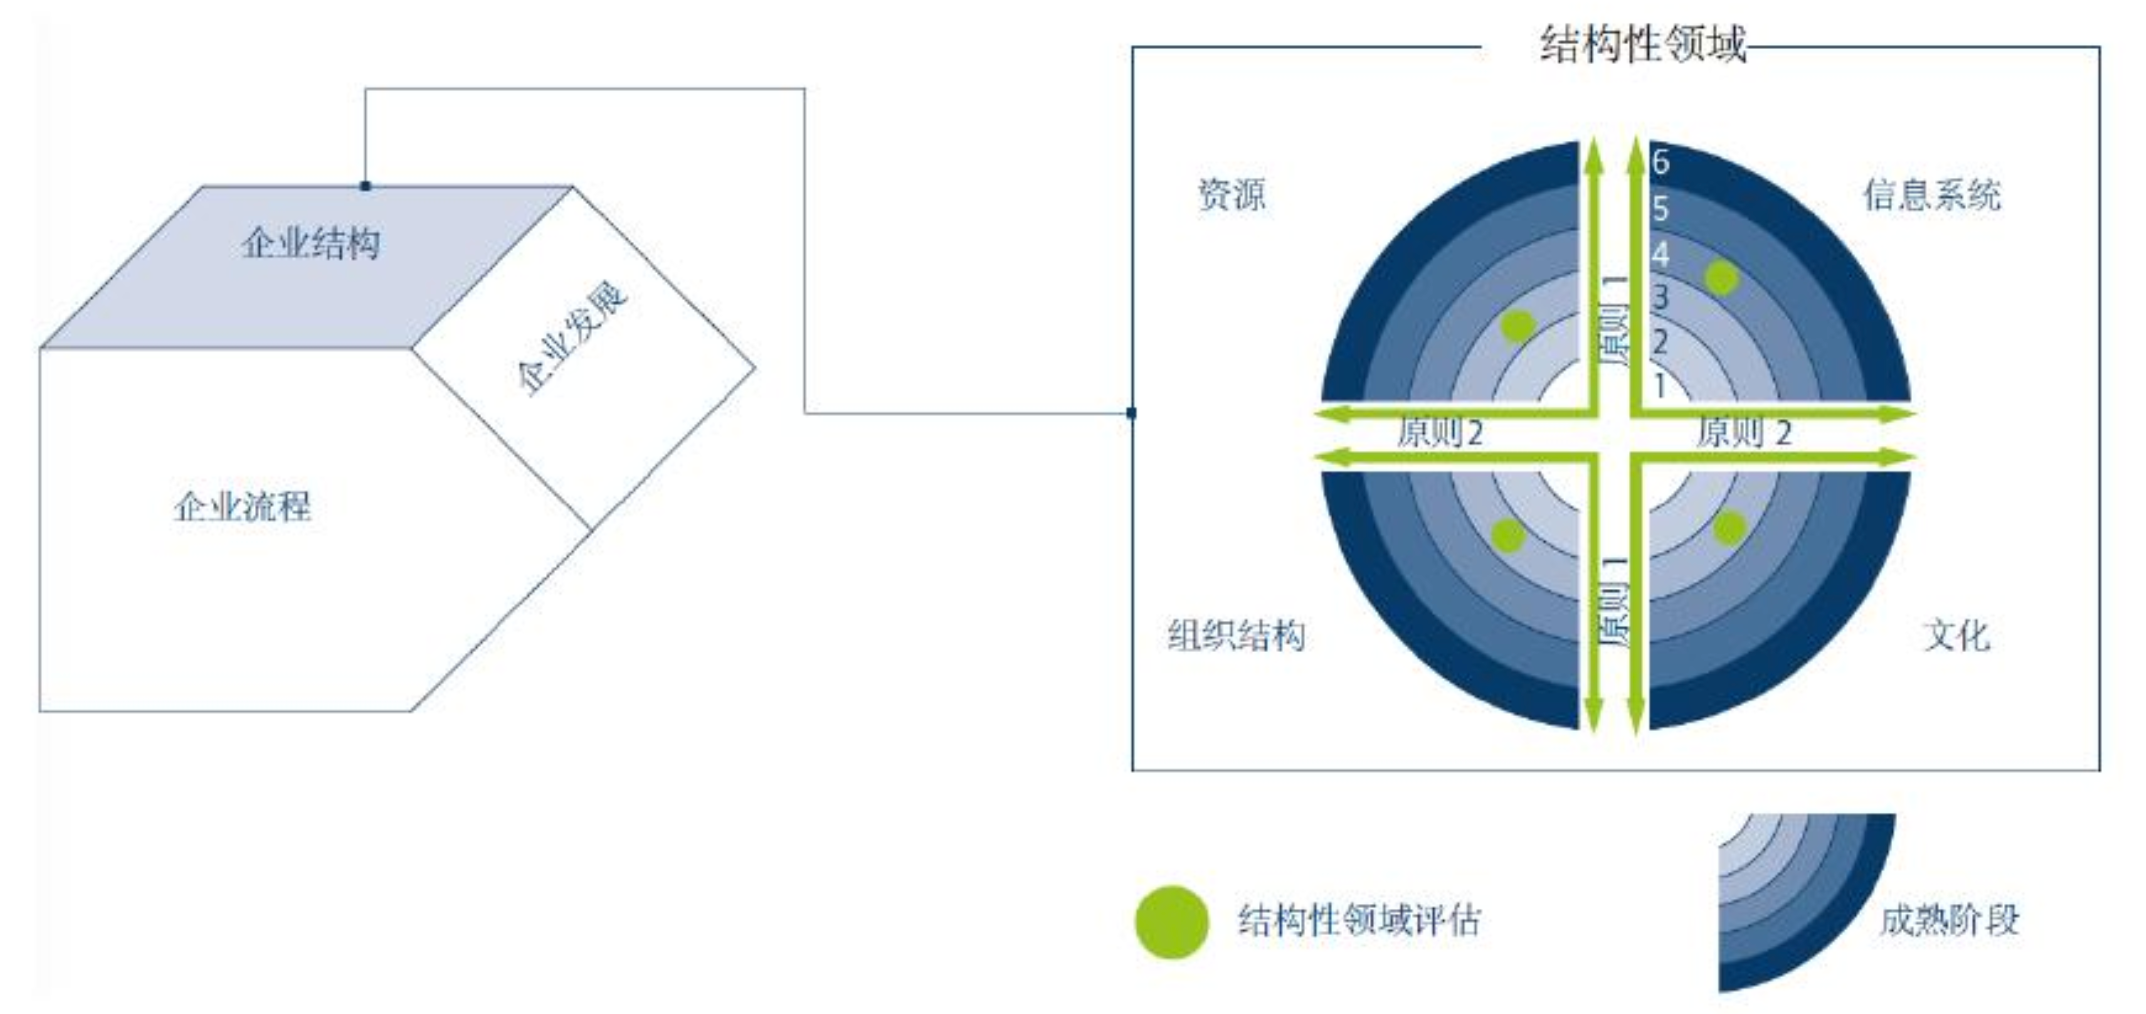 结构性领域
企业结构
企业发展
企业流程
资源
信息系统
6
5
4
3
2
1
原则 1
原则2
原则 2
原则 1
组织结构
文化
结构性领域评估
成熟阶段